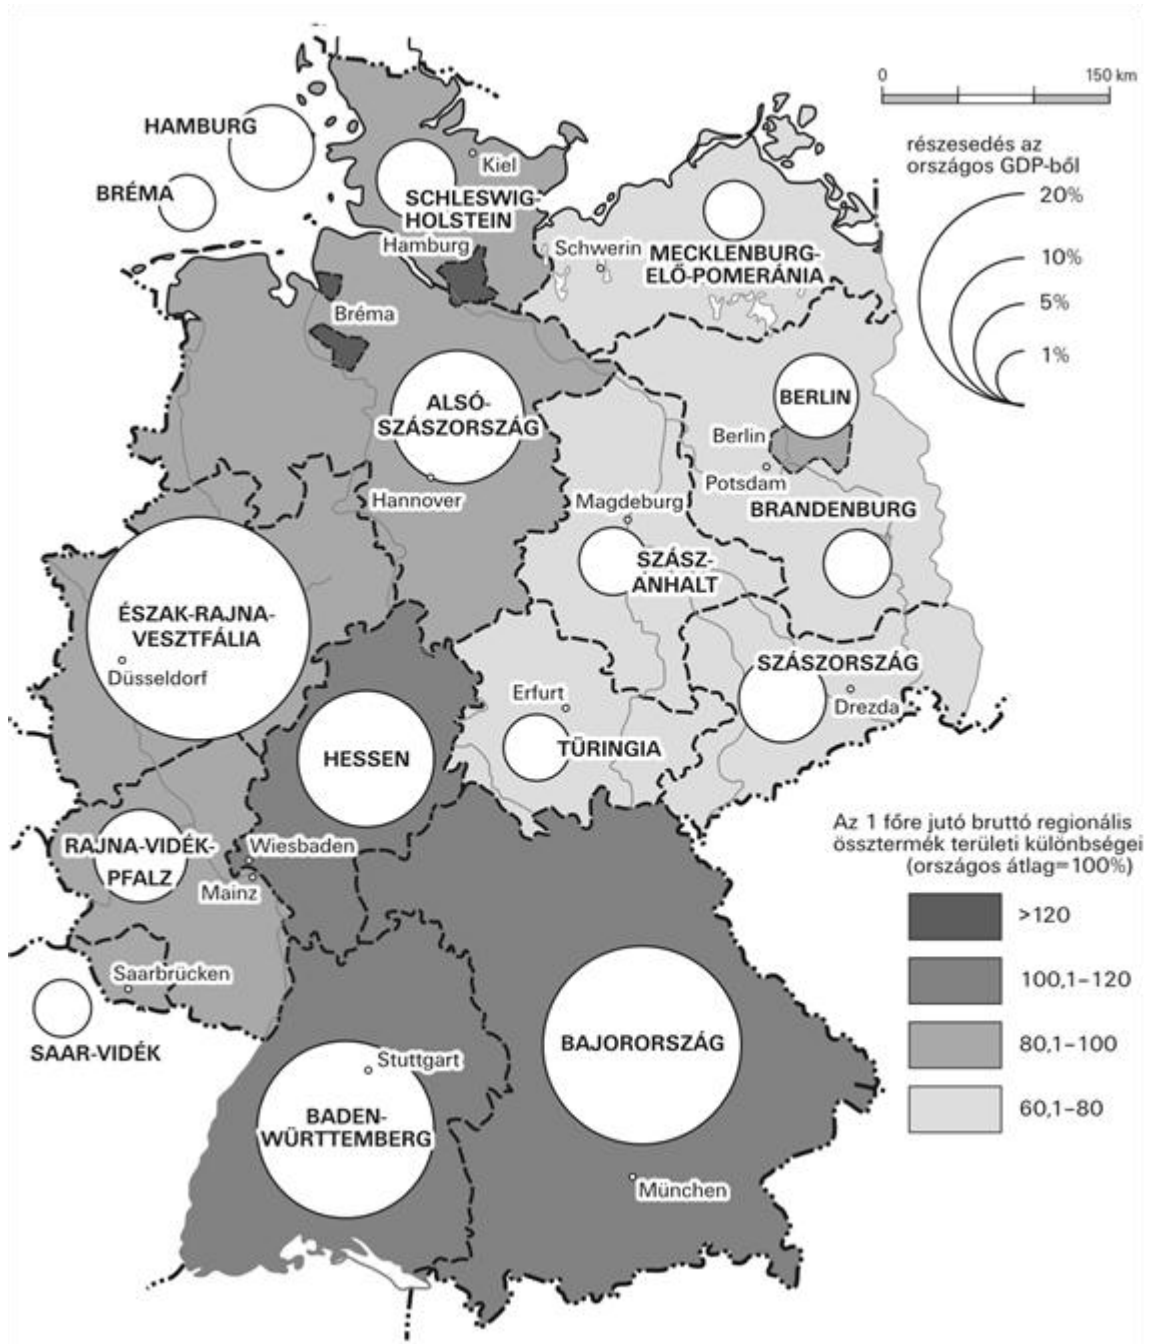 0
150 km
HAMBURG
részesedés az
országos GDP-ből
Kiel
BRÉMA
20%
SCHLESWIG-
HOLSTEIN
Hamburg
Schwerin
MECKLENBURG-
ELŐ-POMERÁNIA
10%
5%
Bréma
1%
BERLIN
ALSÓ-
SZÁSZORSZÁG
Berlin
Potsdam
Hannover
Magdeburg
BRANDENBURG
SZÁSZ-
ANHALT
ÉSZAK-RAJNA-
VESZTFÁLIA
Düsseldorf
SZÁSZORSZÁG
Erfurt
Drezda
TÜRINGIA
HESSEN
Az 1 főre jutó bruttó regionális
össztermék területi különbségei
(országos átlag=100%)
RAJNA-VIDÉK-
PFALZ
Wiesbaden
Mainz
>120
Saarbrücken
100,1–120
SAAR-VIDÉK
BAJORORSZÁG
80,1–100
Stuttgart
BADEN-
WÜRTTEMBERG
60,1–80
München